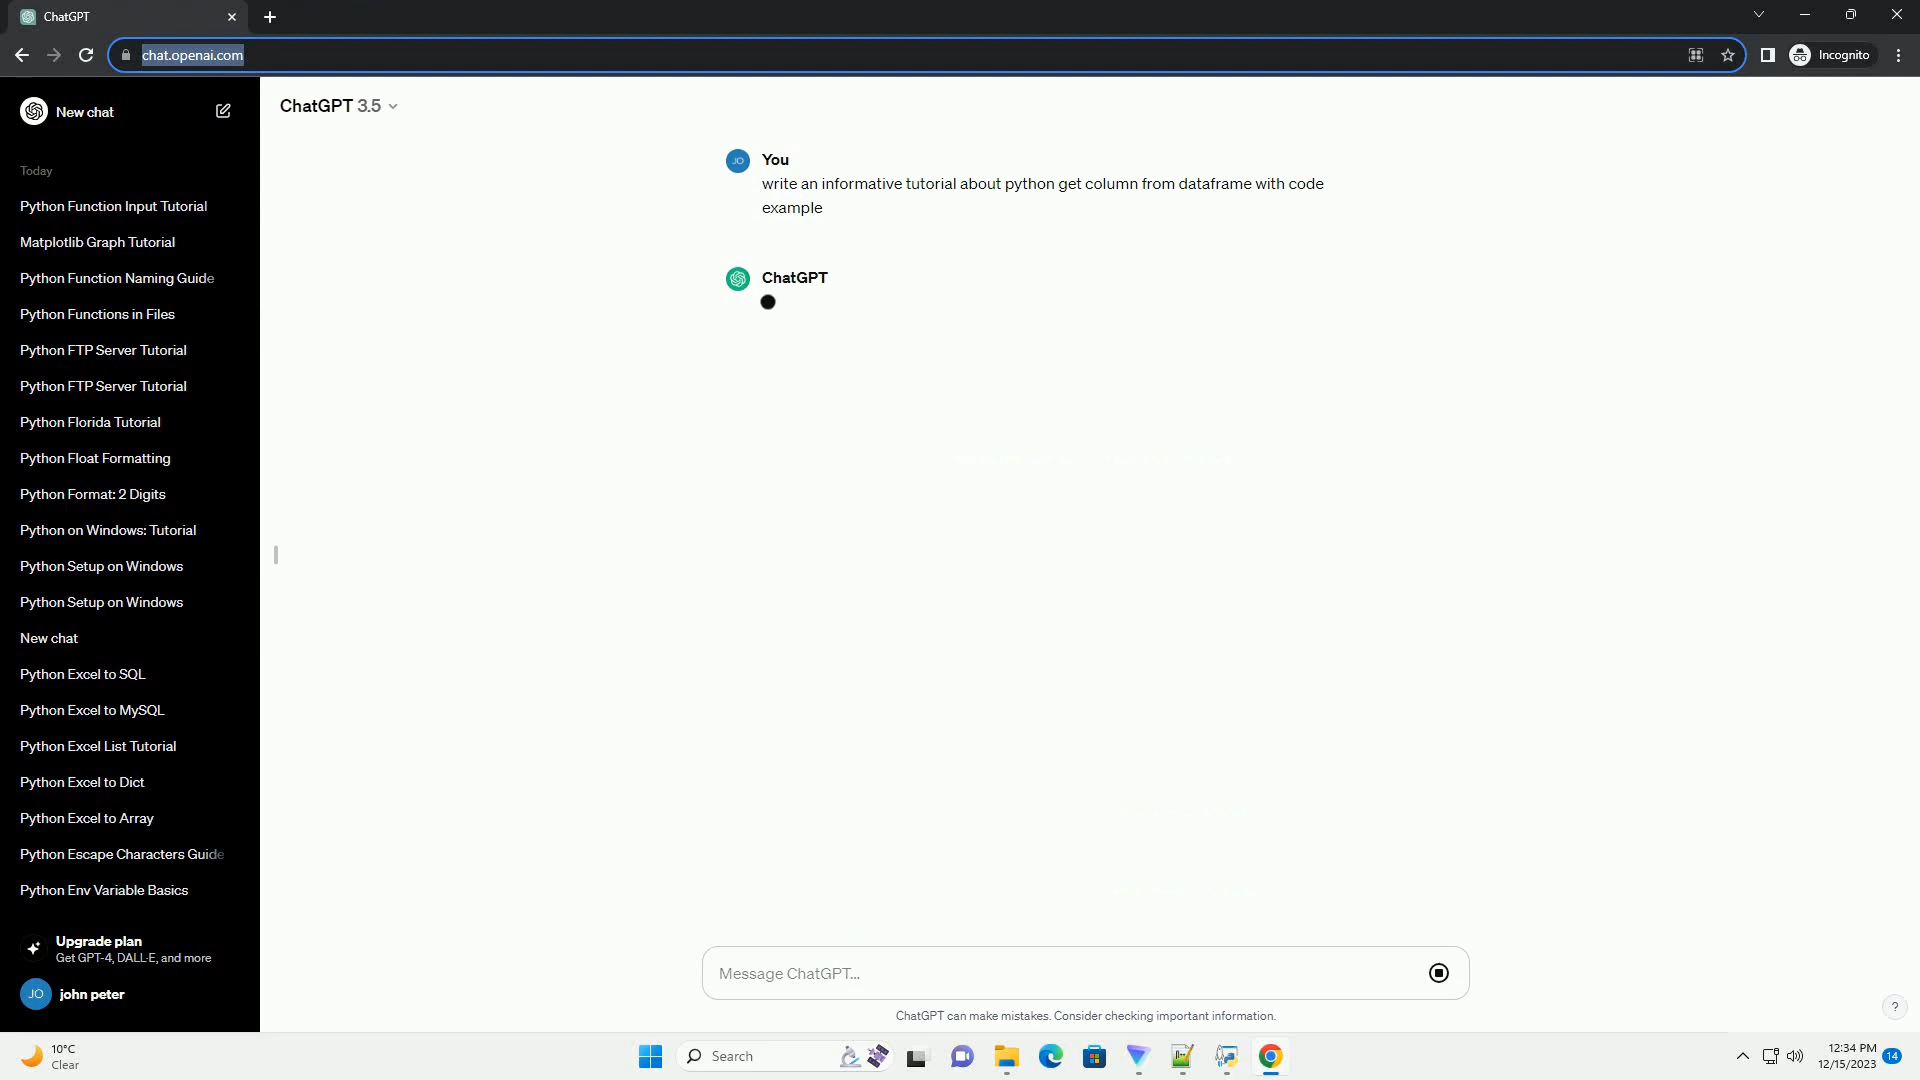 ChatGPT
chat.openai.com
Incognito
New chat
Today
Python Function Input Tutorial
Matplotlib Graph Tutorial
Python Function Naming Guide
Python Functions in Files
Python FTP Server Tutorial
Python FTP Server Tutorial
Python Florida Tutorial
Python Float Formatting
Python Format: 2 Digits
Python on Windows: Tutorial
Python Setup on Windows
Python Setup on Windows
New chat
Python Excel to SQL
Python Excel to MySQL
Python Excel List Tutorial
Python Excel to Dict
Python Excel to Array
Python Escape Characters Guide
Python Env Variable Basics
Upgrade plan
Get GPT-4, DALL·E, and more
JO john peter
ChatGPT 3.5
JO You
write an informative tutorial about python get column from dataframe with code
example
ChatGPT
Message ChatGPT...
ChatGPT can make mistakes. Consider checking important information.
?
10°C
Clear
Search
12:34 PM
12/15/2023
14